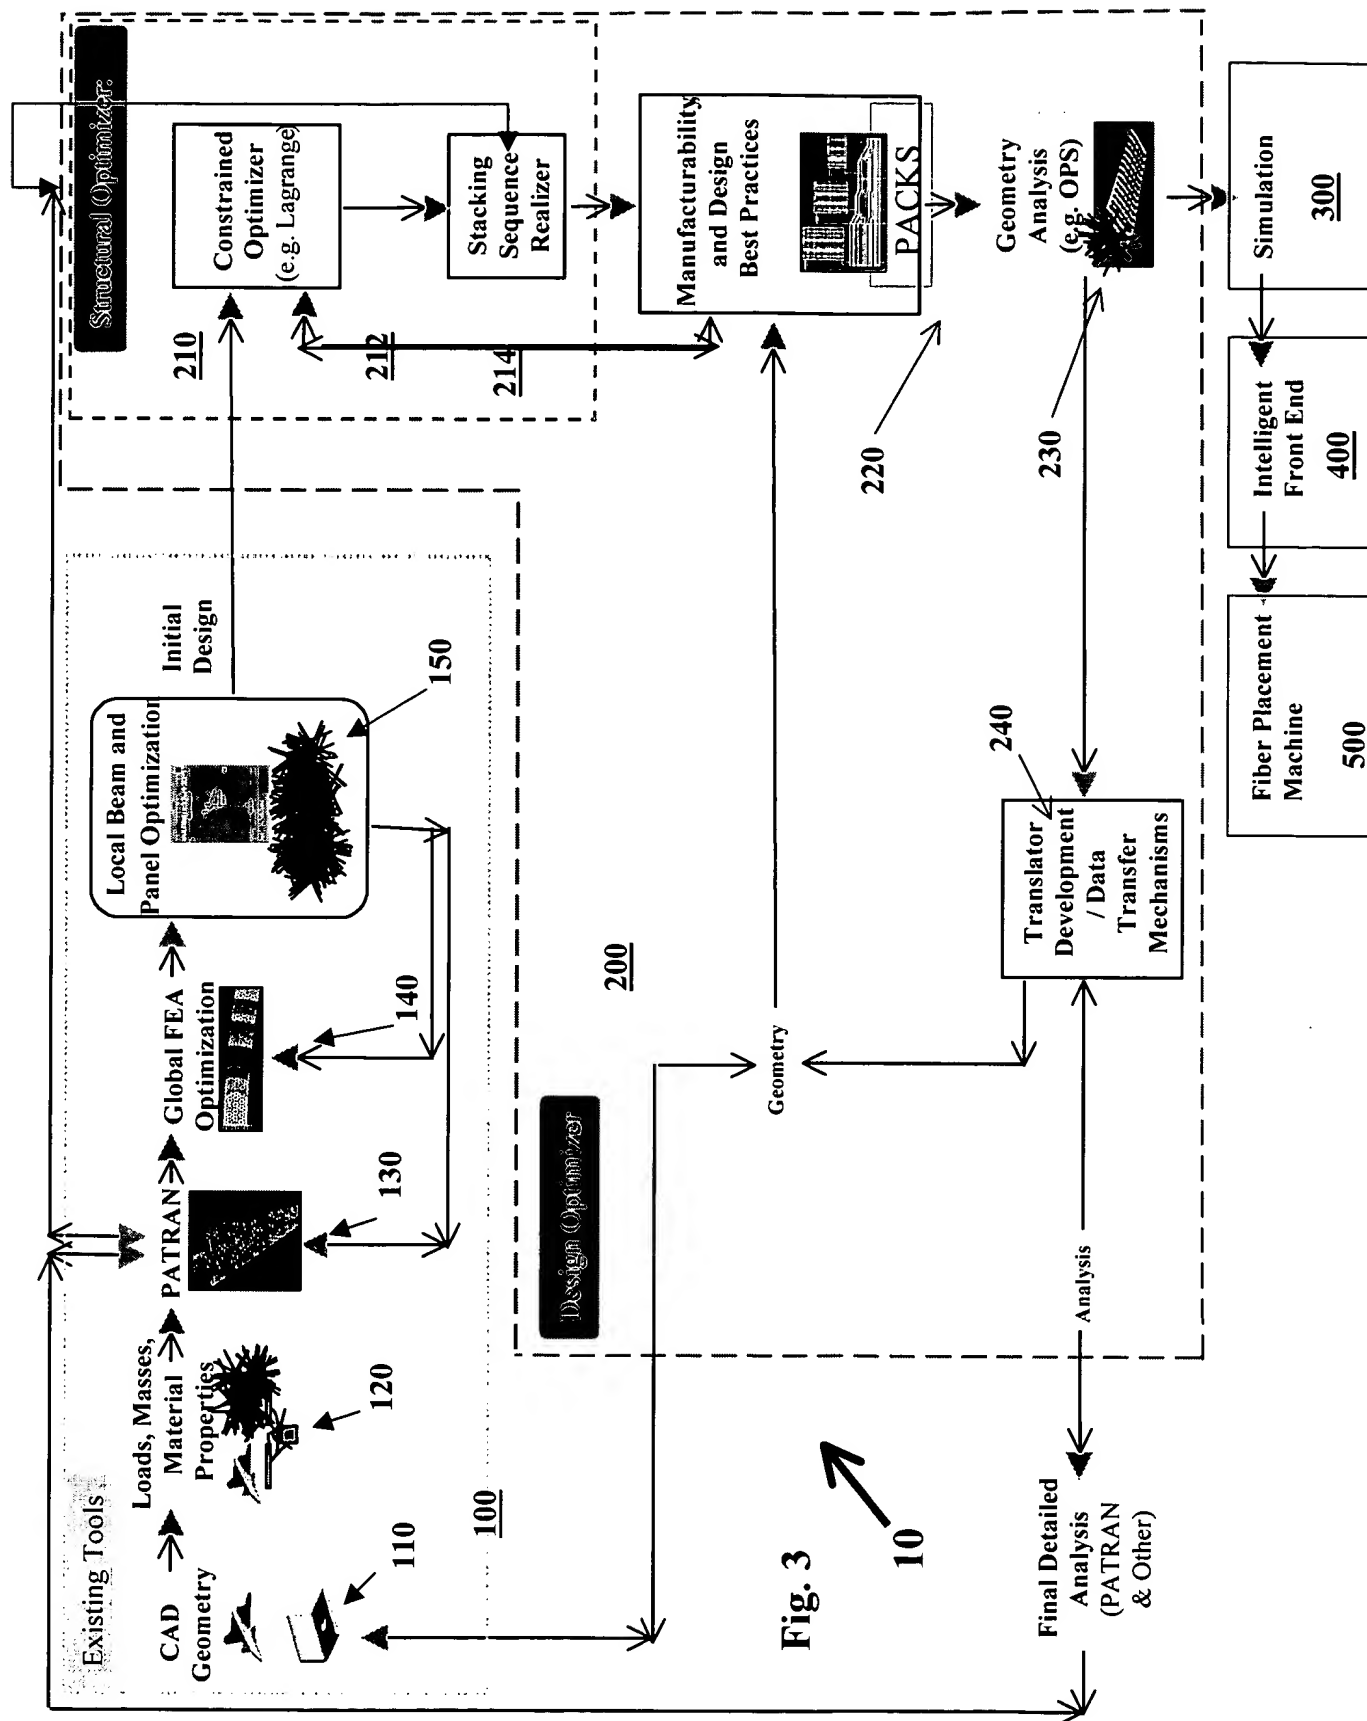 Existing Tools
CAD
Geometry
110
Loads, Masses,
Material
Properties
120
100
PATRAN
130
Global FEA
Optimization
140
Local Beam and
Panel Optimization
150
Initial
Design
Structural Optimizer:
Constrained
Optimizer
(e.g. Lagrange)
210
212
214
Stacking
Sequence
Realizer
Manufacturability
and Design
Best Practices
PACKS
220
Geometry
Analysis
(e.g. OPS)
230
Design Optimizer
200
Geometry
240
Translator
Development
/ Data
Transfer
Mechanisms
Analysis
Final Detailed
Analysis
(PATRAN
& Other)
Simulation
300
Intelligent
Front End
400
Fiber Placement
Machine
500
Fig. 3
10